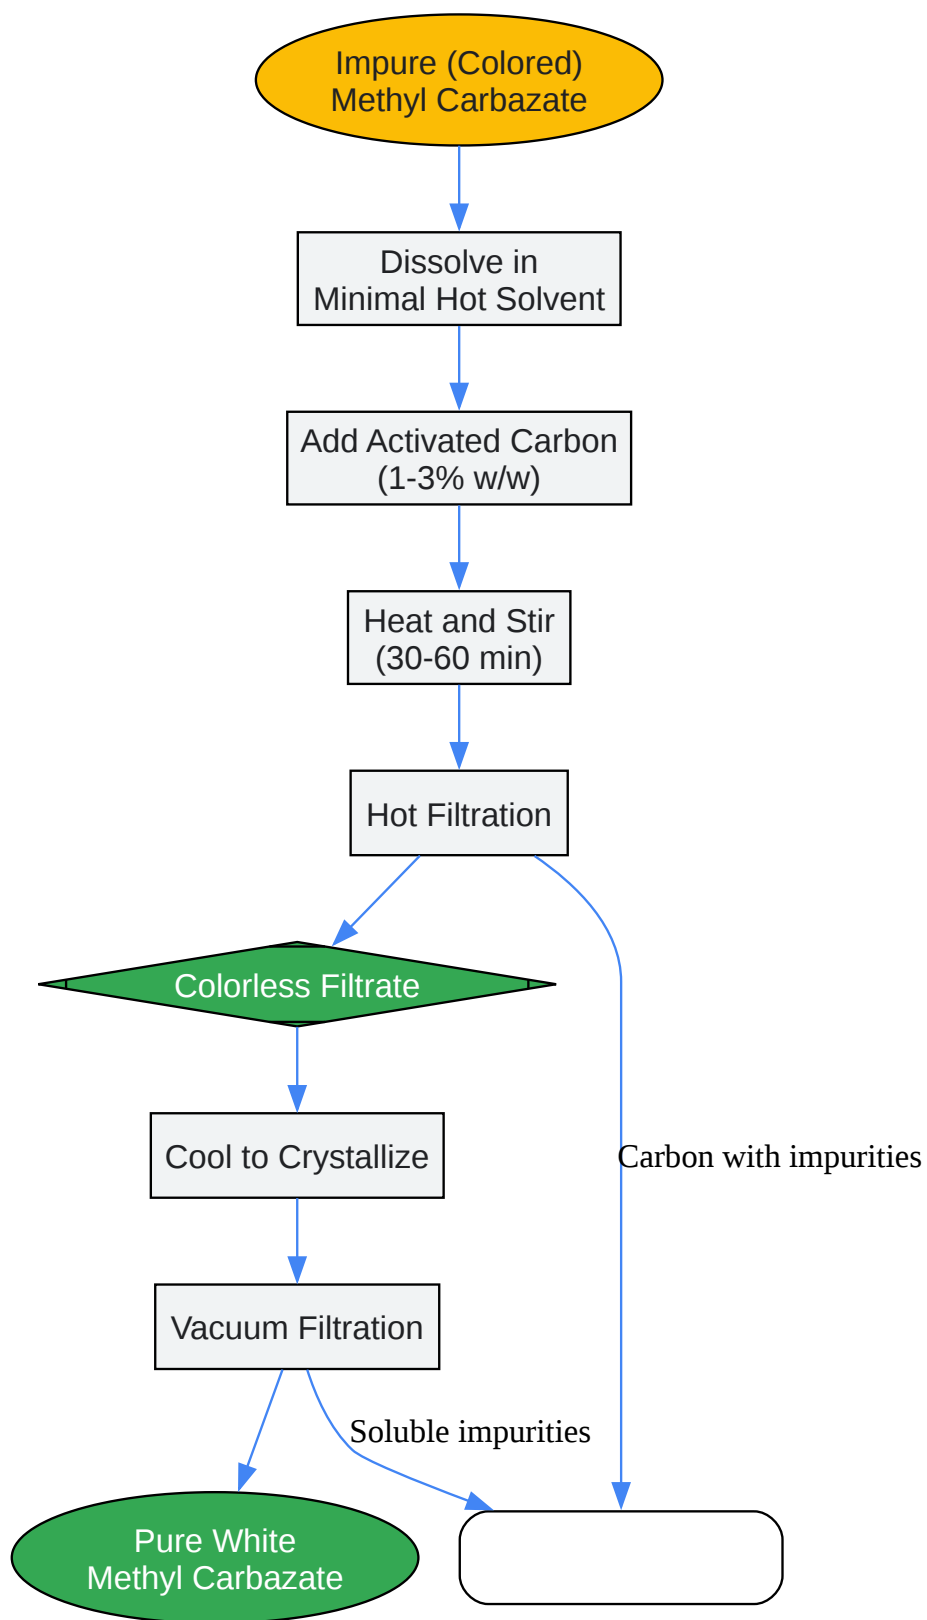 Impure (Colored)
Methyl Carbazate
Dissolve in
Minimal Hot Solvent
Add Activated Carbon
(1-3% w/w)
Heat and Stir
(30-60 min)
Hot Filtration
Colorless Filtrate
Cool to Crystallize
Carbon with impurities
Vacuum Filtration
Soluble impurities
Pure White
Methyl Carbazate